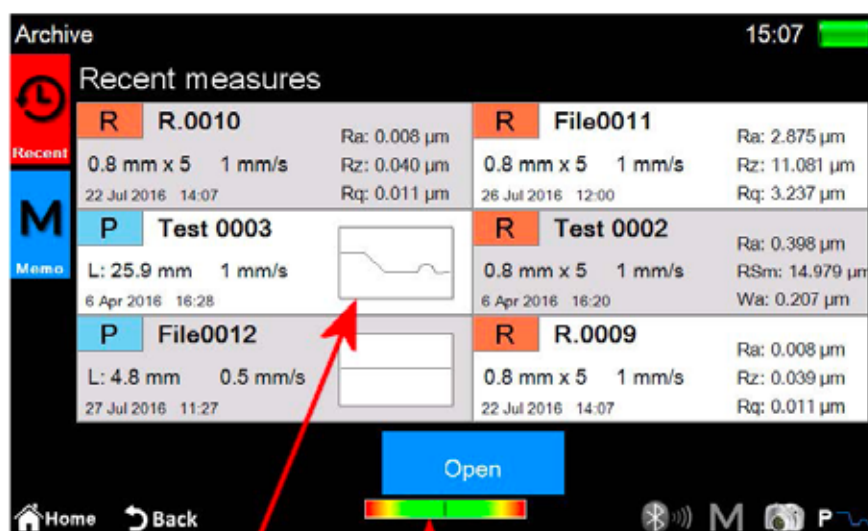 Archive 15:07
Recent measures
Recent
Memo
R R.0010
0.8 mm x 5 1 mm/s
22 Jul 2016 14:07
Ra: 0.008 µm
Rz: 0.040 µm
Rq: 0.011 µm
R File0011
0.8 mm x 5 1 mm/s
26 Jul 2016 12:00
Ra: 2.875 µm
Rz: 11.081 µm
Rq: 3.237 µm
P Test 0003
L: 25.9 mm 1 mm/s
6 Apr 2016 16:28
R Test 0002
0.8 mm x 5 1 mm/s
6 Apr 2016 16:20
Ra: 0.398 µm
RSm: 14.979 µm
Wa: 0.207 µm
P File0012
L: 4.8 mm 0.5 mm/s
27 Jul 2016 11:27
R R.0009
0.8 mm x 5 1 mm/s
22 Jul 2016 14:07
Ra: 0.008 µm
Rz: 0.039 µm
Rq: 0.011 µm
M
Open
Home Back M P